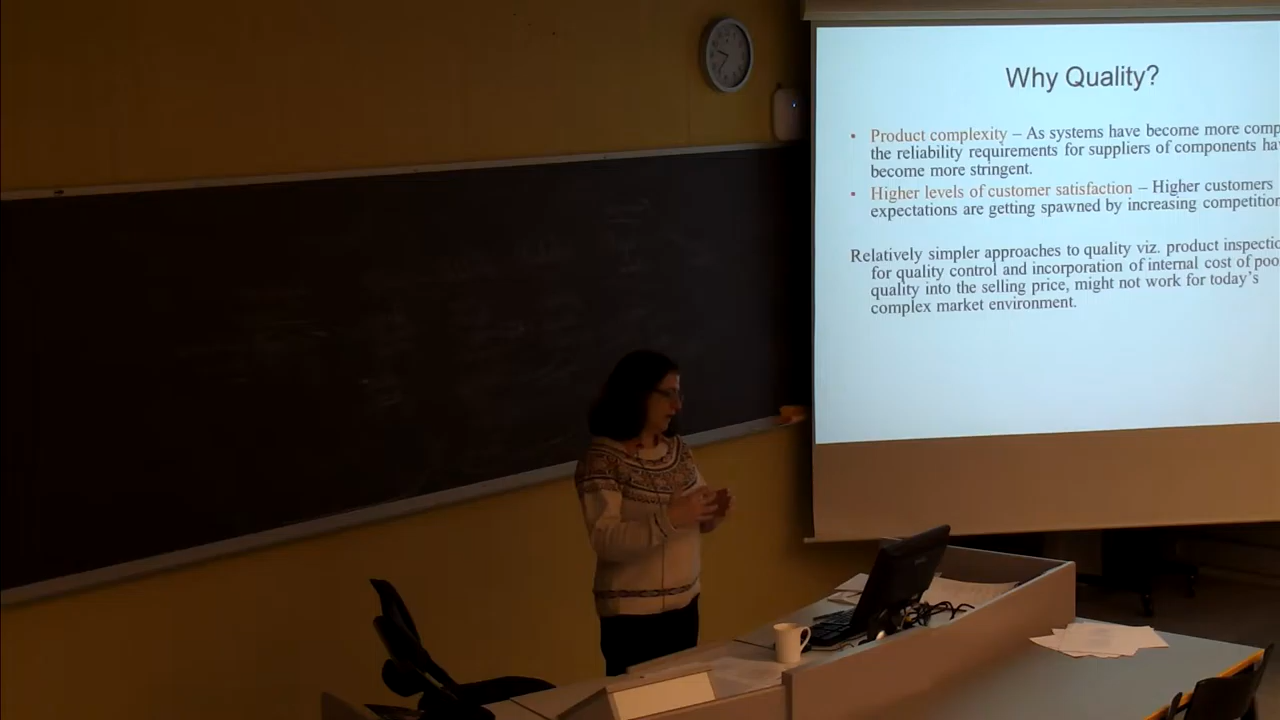 Why Quality?
• Product complexity – As systems have become more comp
the reliability requirements for suppliers of components ha
become more stringent.
• Higher levels of customer satisfaction – Higher customers
expectations are getting spawned by increasing competition
Relatively simpler approaches to quality viz. product inspectio
for quality control and incorporation of internal cost of poo
quality into the selling price, might not work for today's
complex market environment.